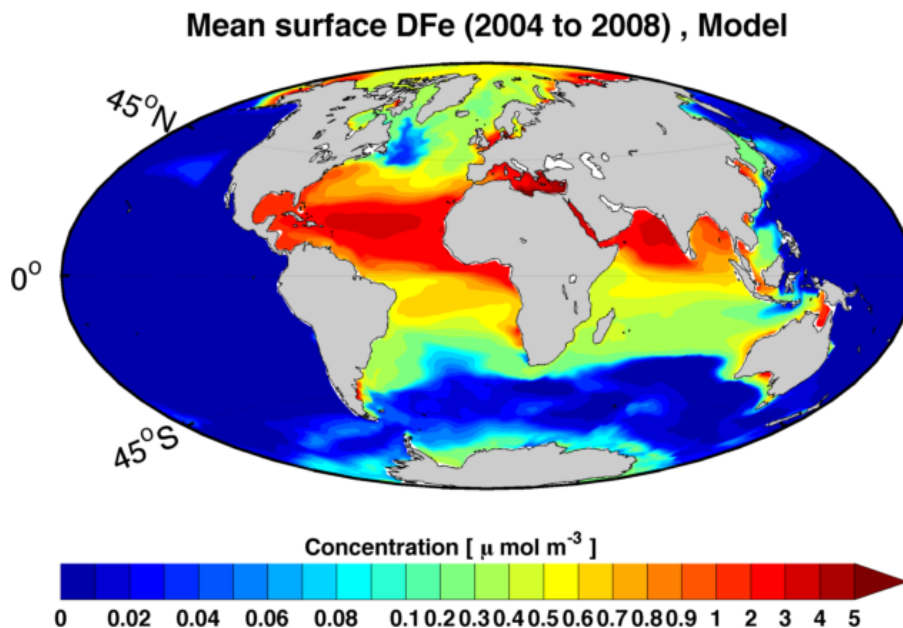 Mean surface DFe (2004 to 2008) , Model
45°N
0°
45°S
Concentration [ μ mol m⁻³ ]
0 0.02 0.04 0.06 0.08 0.1 0.2 0.3 0.4 0.5 0.6 0.7 0.8 0.9 1 2 3 4 5